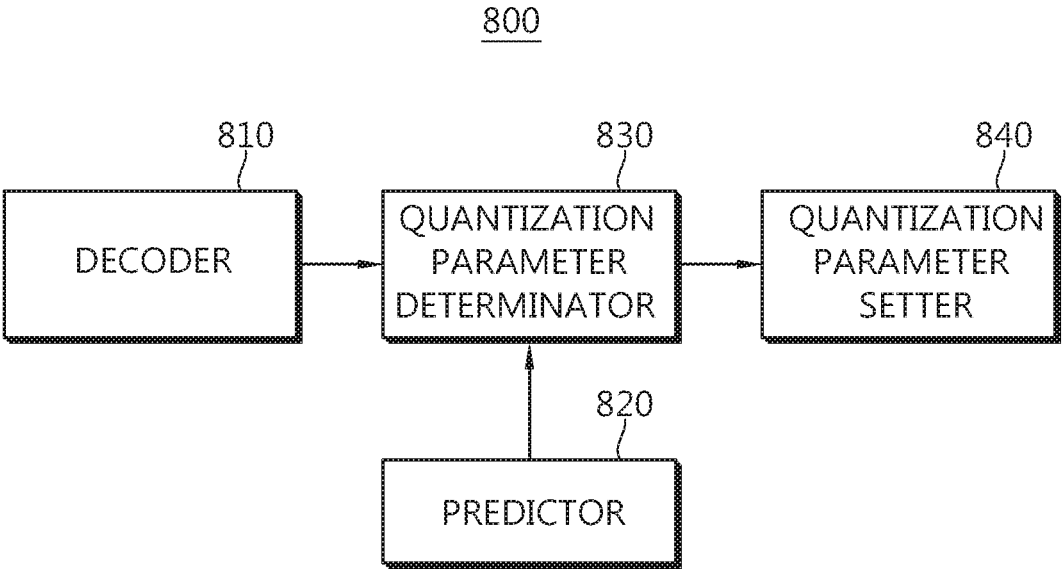 800
810
DECODER
830
QUANTIZATION
PARAMETER
DETERMINATOR
840
QUANTIZATION
PARAMETER
SETTER
820
PREDICTOR